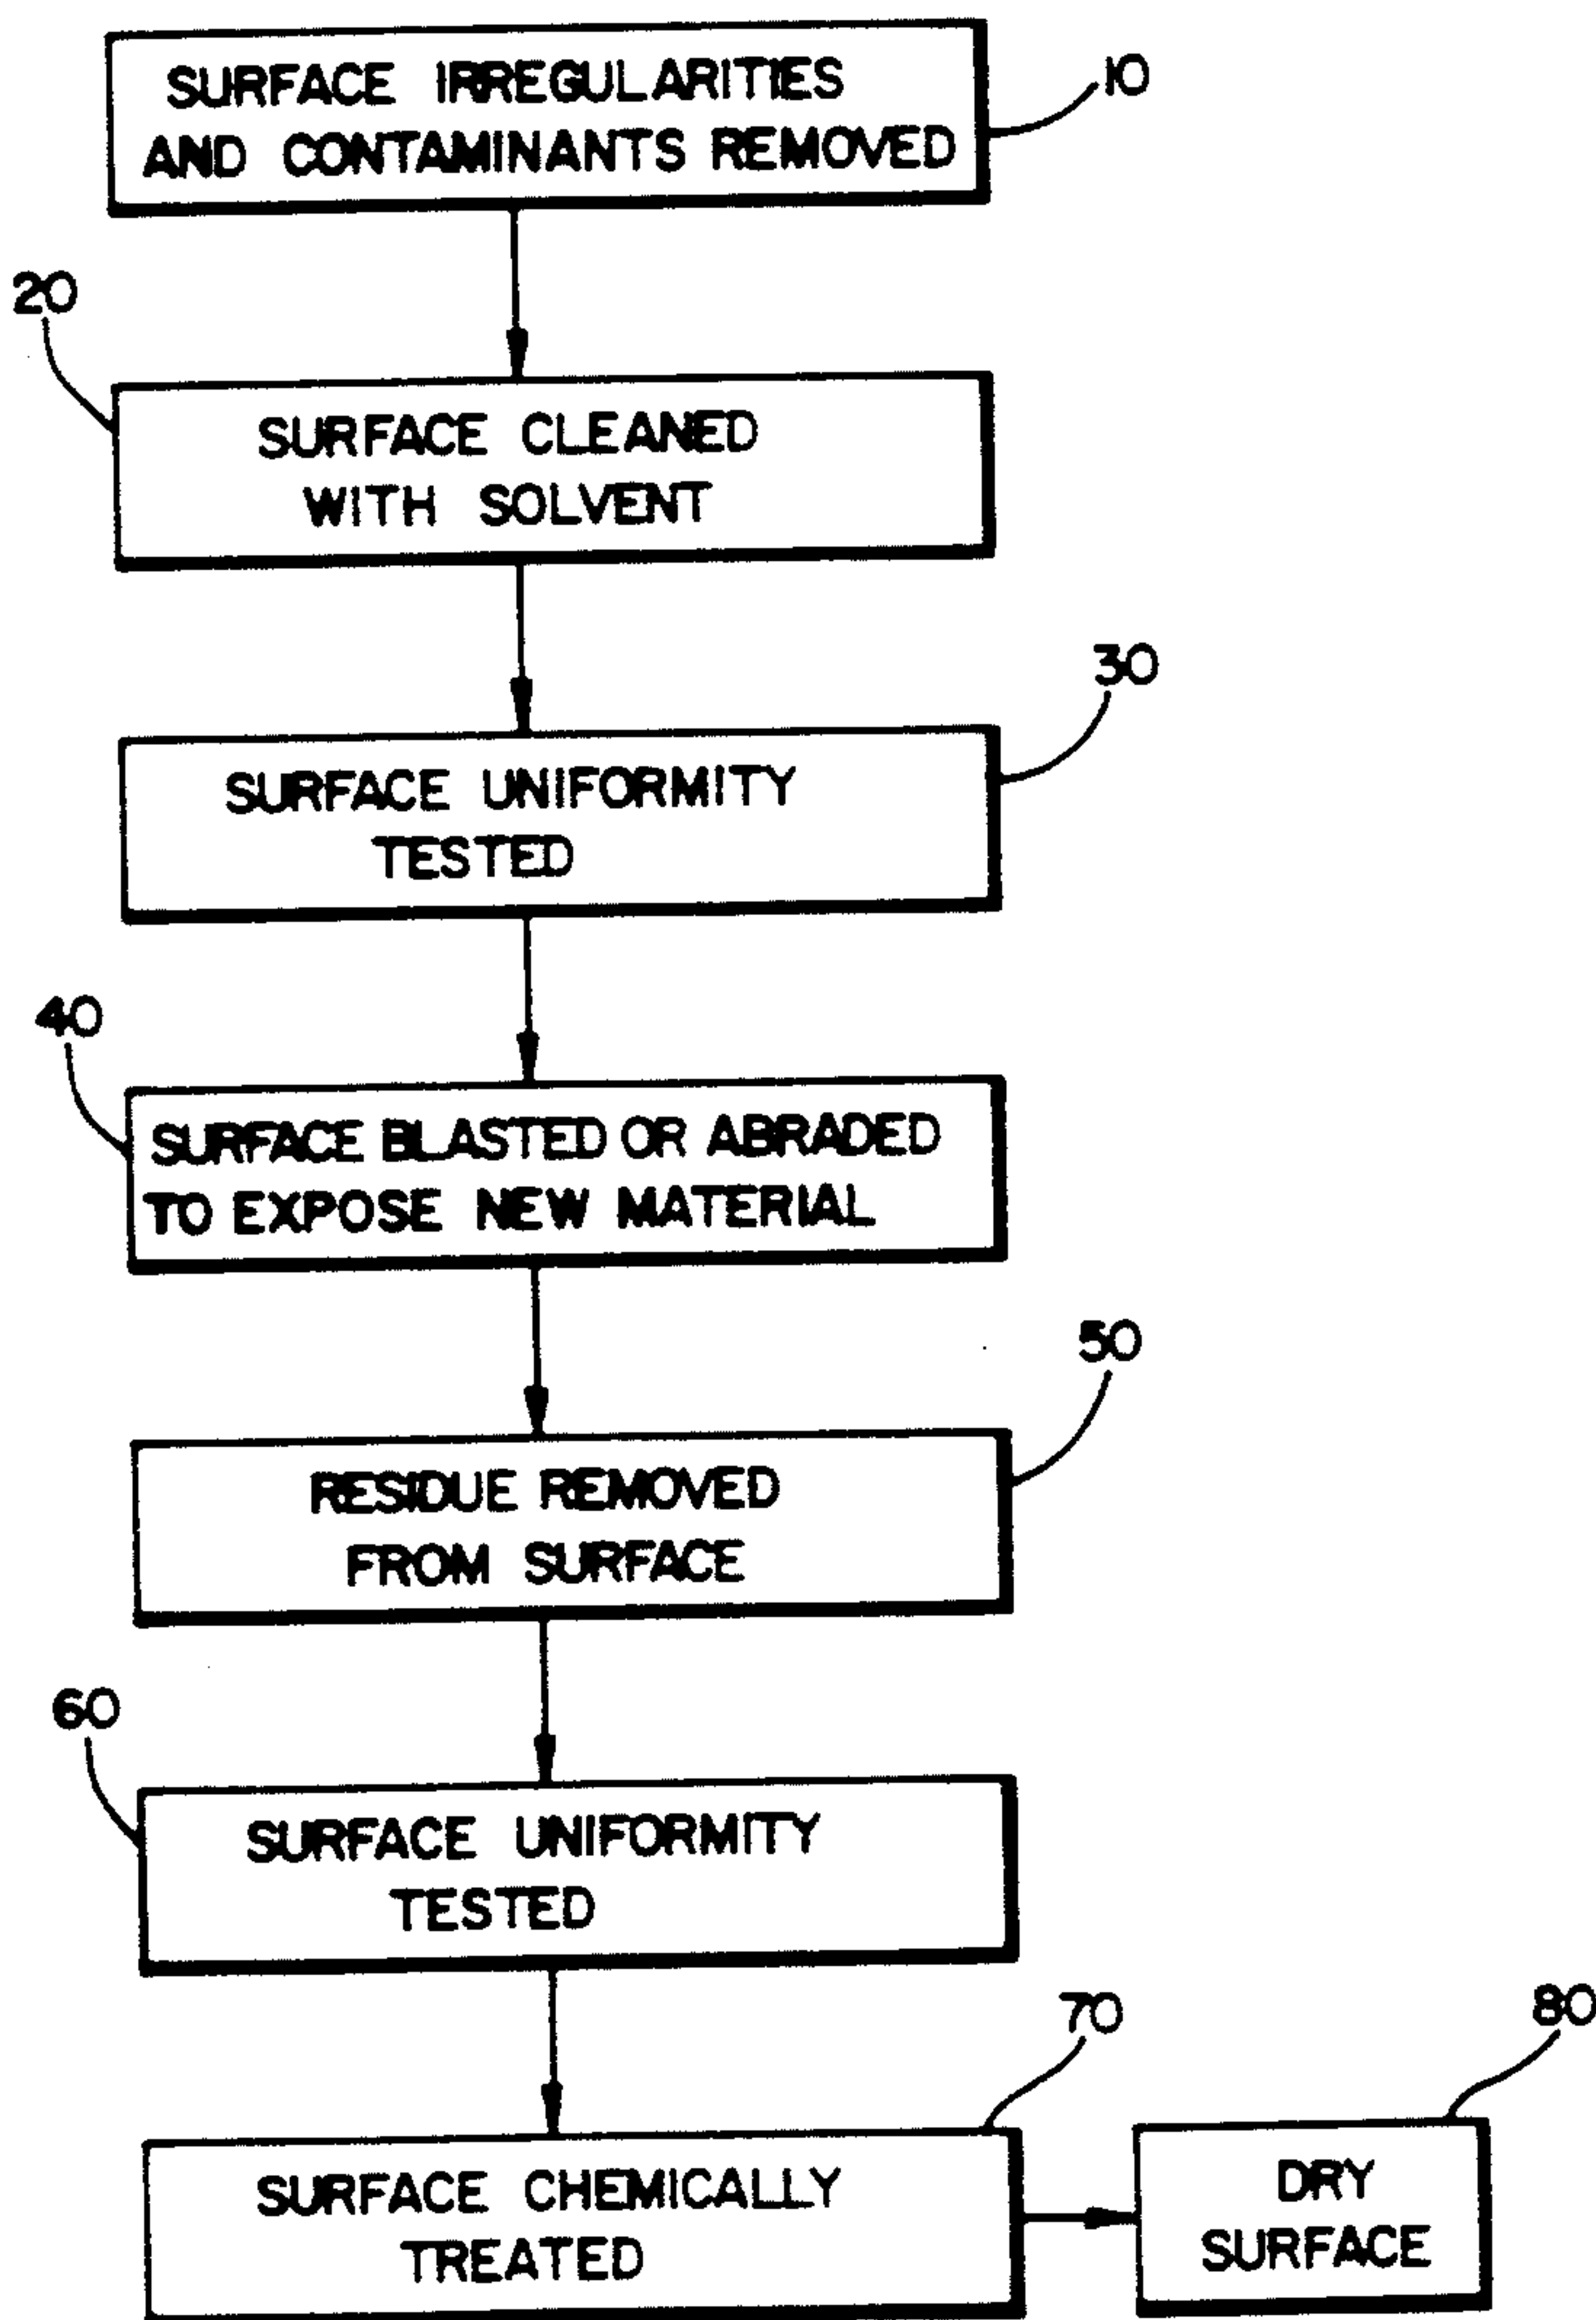 SURFACE IRREGULARITIES
AND CONTAMINANTS REMOVED
10
20
SURFACE CLEANED
WITH SOLVENT
30
SURFACE UNIFORMITY
TESTED
40
SURFACE BLASTED OR ABRADED
TO EXPOSE NEW MATERIAL
50
RESIDUE REMOVED
FROM SURFACE
60
SURFACE UNIFORMITY
TESTED
70
SURFACE CHEMICALLY
TREATED
80
DRY
SURFACE